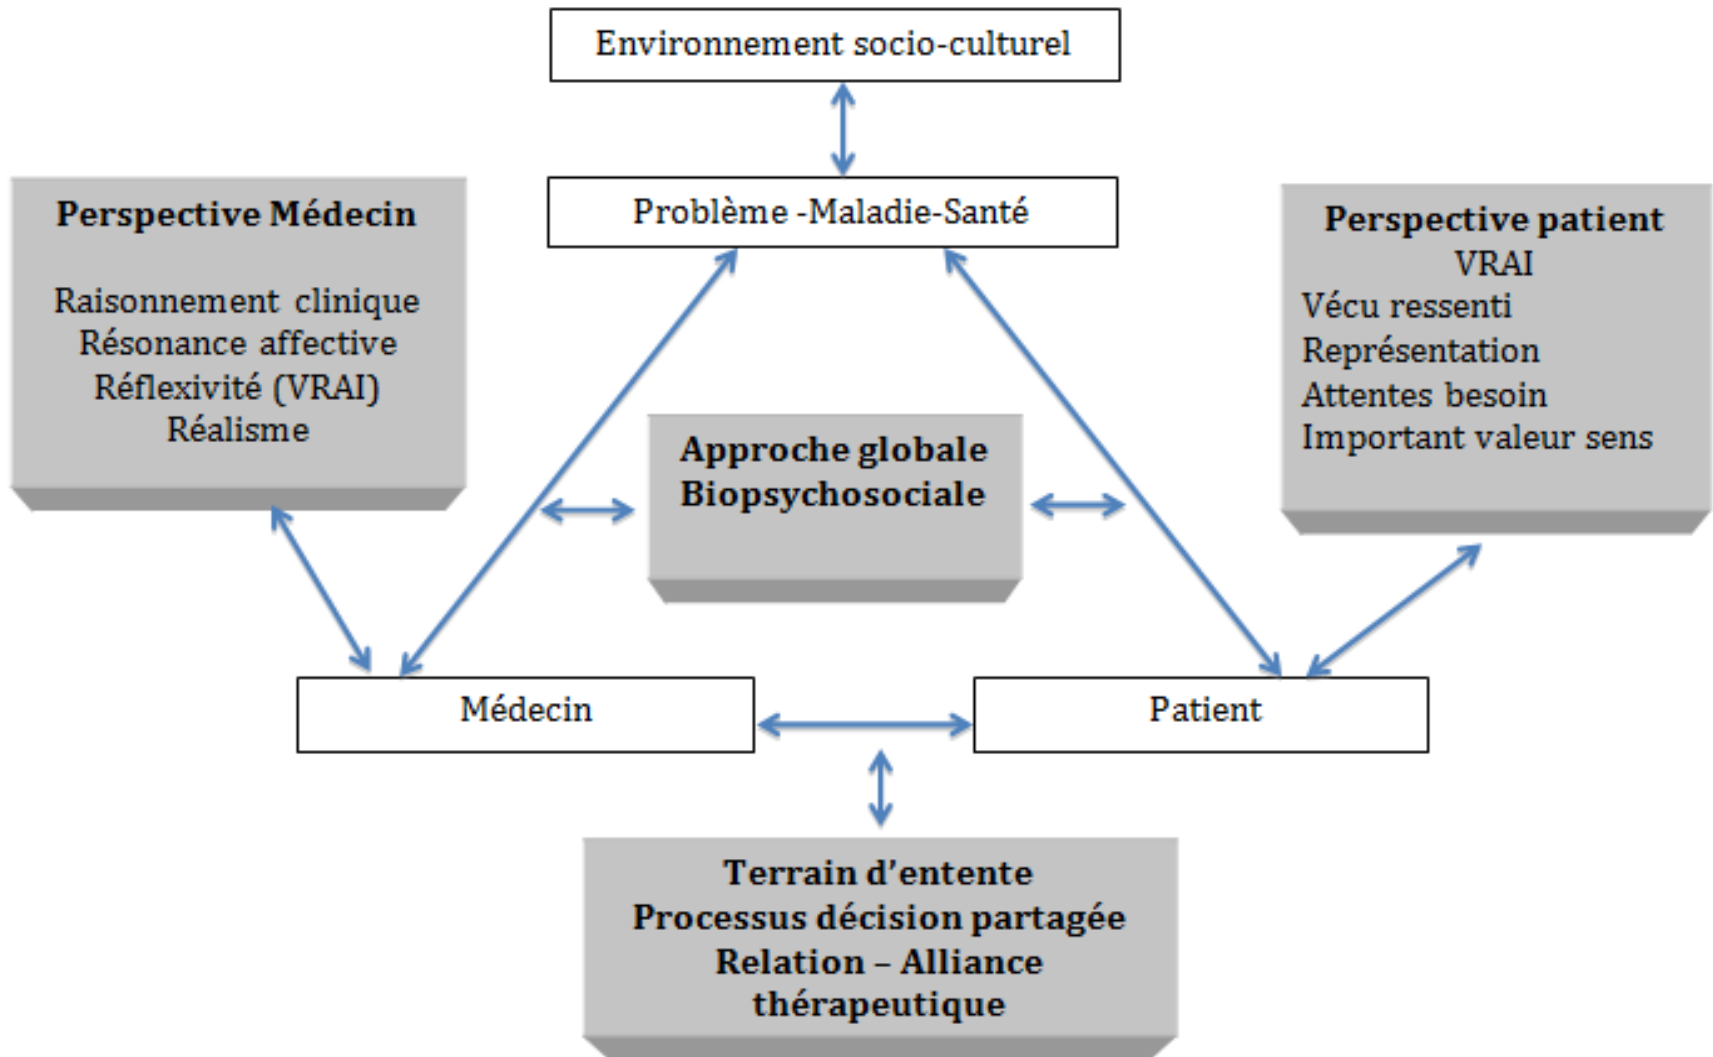 Environnement socio-culturel
Problème -Maladie-Santé
Perspective Médecin
Raisonnement clinique
Résonance affective
Réflexivité (VRAI)
Réalisme
Perspective patient
VRAI
Vécu ressenti
Représentation
Attentes besoin
Important valeur sens
Approche globale
Biopsychosociale
Médecin
Patient
Terrain d’entente
Processus décision partagée
Relation – Alliance
thérapeutique